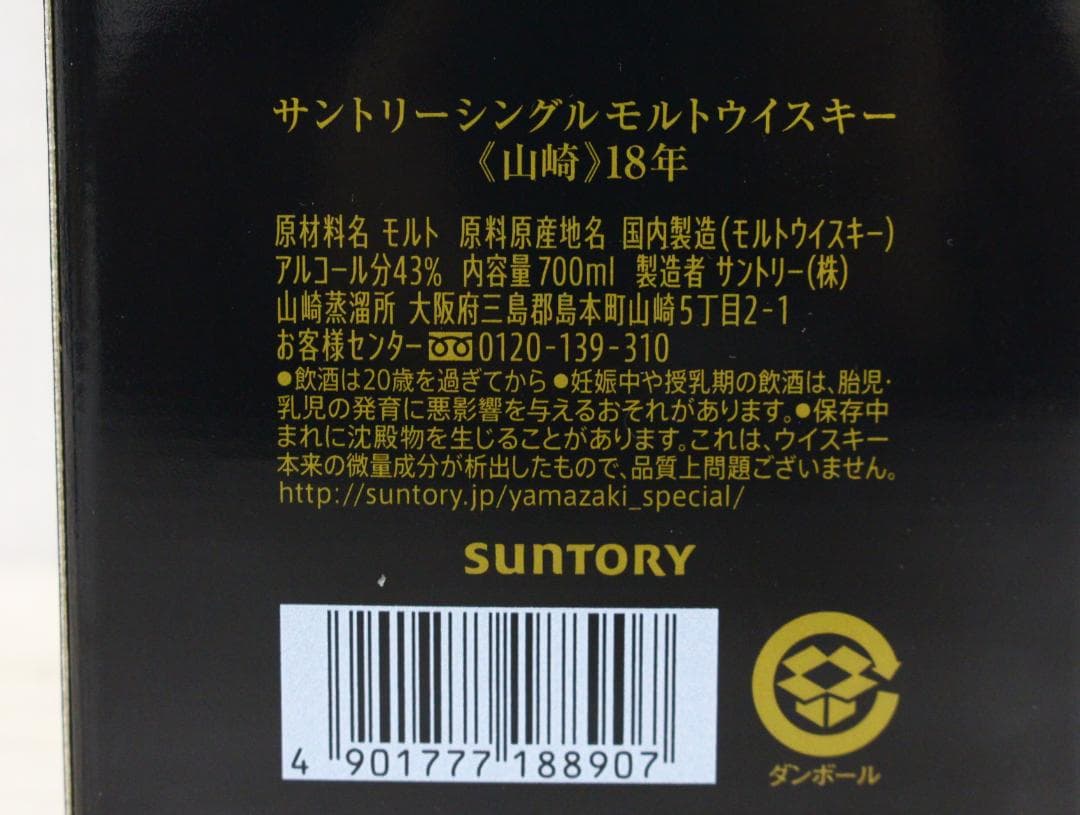 サントリーシングルモルトウイスキー
《山崎》18年
原材料名 モルト 原料原産地名 国内製造(モルトウイスキー)
アルコール分43% 内容量700ml 製造者 サントリー(株)
山崎蒸溜所 大阪府三島郡島本町山崎5丁目2-1
お客様センター 0120-139-310
●飲酒は20歳を過ぎてから ●妊娠中や授乳期の飲酒は、胎児・
乳児の発育に悪影響を与えるおそれがあります。●保存中
まれに沈殿物を生じることがあります。これは、ウイスキー
本来の微量成分が析出したもので、品質上問題ございません。
http://suntory.jp/yamazaki_special/
SUNTORY
4 901777 188907
ダンボール